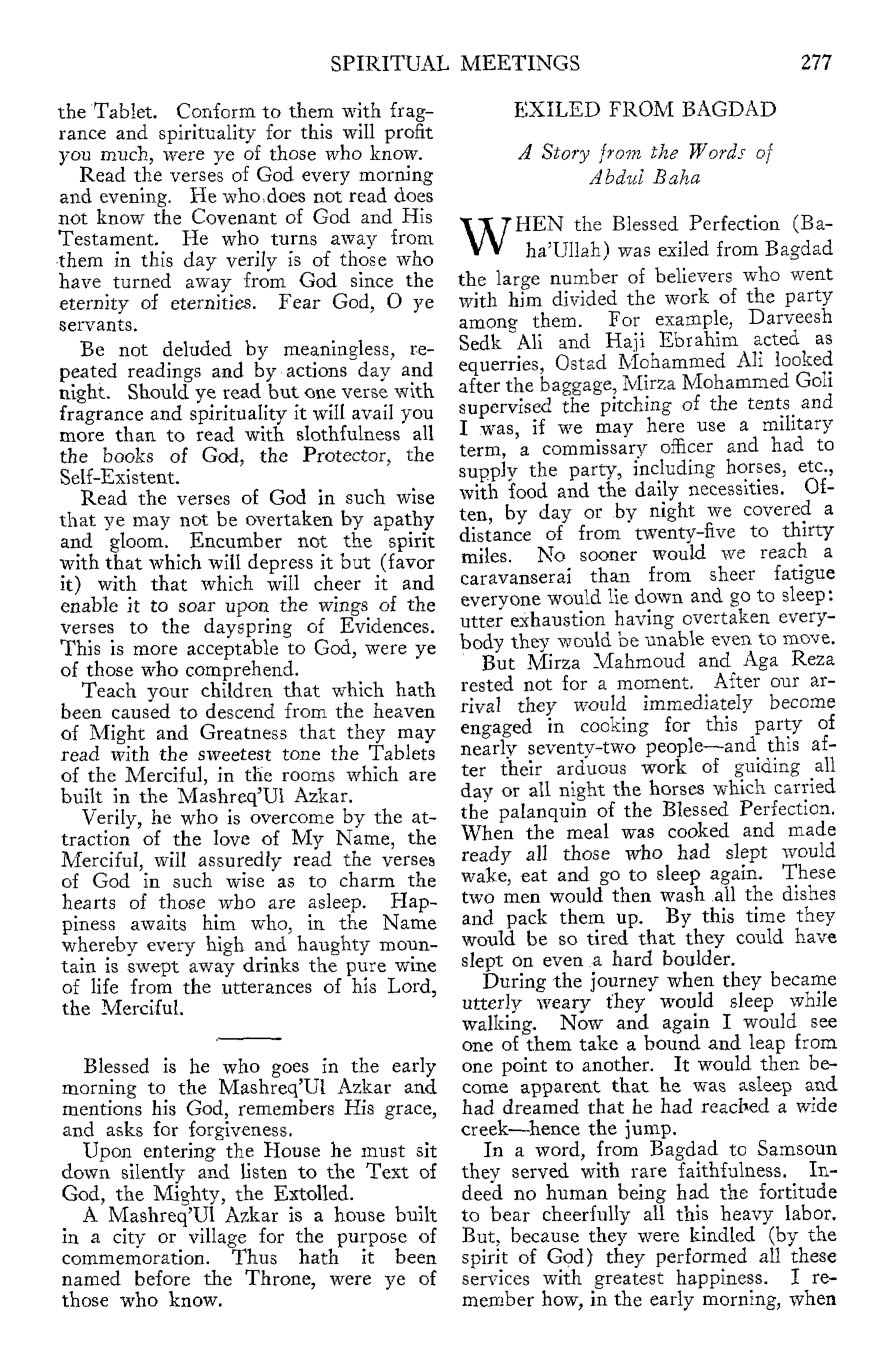 SPIRITUAL MEETINGS 277
the Tablet. Conform to them with frag-
rance and spirituality for this will profit
you much, were ye of those who know.
Read the verses of God every morning
and evening. He who does not read does
not know the Covenant of God and His
Testament. He who turns away from
them in this day verily is of those who
have turned away from God since the
eternity of eternities. Fear God, O ye
servants.
Be not deluded by meaningless, re-
peated readings and by actions day and
night. Should ye read but one verse with
fragrance and spirituality it will avail you
more than to read with slothfulness all
the books of God, the Protector, the
Self-Existent.
Read the verses of God in such wise
that ye may not be overtaken by apathy
and gloom. Encumber not the spirit
with that which will depress it but (favor
it) with that which will cheer it and
enable it to soar upon the wings of the
verses to the dayspring of Evidences.
This is more acceptable to God, were ye
of those who comprehend.
Teach your children that which hath
been caused to descend from the heaven
of Might and Greatness that they may
read with the sweetest tone the Tablets
of the Merciful, in the rooms which are
built in the Mashreq'Ul Azkar.
Verily, he who is overcome by the at-
traction of the love of My Name, the
Merciful, will assuredly read the verses
of God in such wise as to charm the
hearts of those who are asleep. Hap-
piness awaits him who, in the Name
whereby every high and haughty moun-
tain is swept away drinks the pure wine
of life from the utterances of his Lord,
the Merciful.
Blessed is he who goes in the early
morning to the Mashreq'Ul Azkar and
mentions his God, remembers His grace,
and asks for forgiveness.
Upon entering the House he must sit
down silently and listen to the Text of
God, the Mighty, the Extolled.
A Mashreq'Ul Azkar is a house built
in a city or village for the purpose of
commemoration. Thus hath it been
named before the Throne, were ye of
those who know.
EXILED FROM BAGDAD
A Story from the Words of
Abdul Baha
WHEN the Blessed Perfection (Ba-
ha'Ullah) was exiled from Bagdad
the large number of believers who went
with him divided the work of the party
among them. For example, Darveesh
Sedk Ali and Haji Ebrahim acted as
equerries, Ostad Mohammed Ali looked
after the baggage, Mirza Mohammed Goli
supervised the pitching of the tents and
I was, if we may here use a military
term, a commissary officer and had to
supply the party, including horses, etc.,
with food and the daily necessities. Of-
ten, by day or by night we covered a
distance of from twenty-five to thirty
miles. No sooner would we reach a
caravanserai than from sheer fatigue
everyone would lie down and go to sleep:
utter exhaustion having overtaken every-
body they would be unable even to move.
But Mirza Mahmoud and Aga Reza
rested not for a moment. After our ar-
rival they would immediately become
engaged in cooking for this party of
nearly seventy-two people—and this af-
ter their arduous work of guiding all
day or all night the horses which carried
the palanquin of the Blessed Perfection.
When the meal was cooked and made
ready all those who had slept would
wake, eat and go to sleep again. These
two men would then wash all the dishes
and pack them up. By this time they
would be so tired that they could have
slept on even a hard boulder.
During the journey when they became
utterly weary they would sleep while
walking. Now and again I would see
one of them take a bound and leap from
one point to another. It would then be-
come apparent that he was asleep and
had dreamed that he had reached a wide
creek—hence the jump.
In a word, from Bagdad to Samsoun
they served with rare faithfulness. In-
deed no human being had the fortitude
to bear cheerfully all this heavy labor.
But, because they were kindled (by the
spirit of God) they performed all these
services with greatest happiness. I re-
member how, in the early morning, when